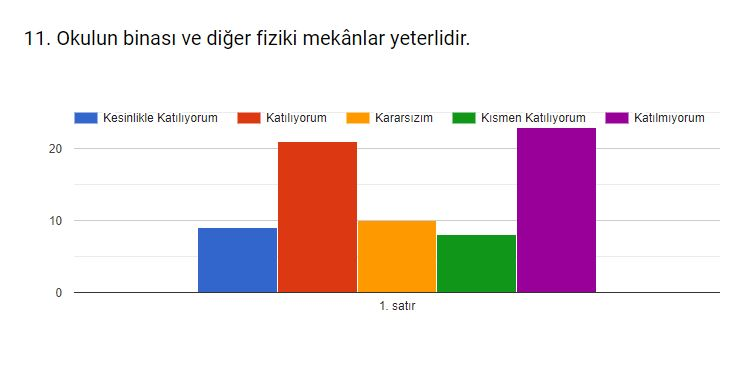 11. Okulun binası ve diğer fiziki mekânlar yeterlidir.
Kesinlikle Katılıyorum Katılıyorum Kararsızım Kısmen Katılıyorum Katılmıyorum
20
10
0
1. satır